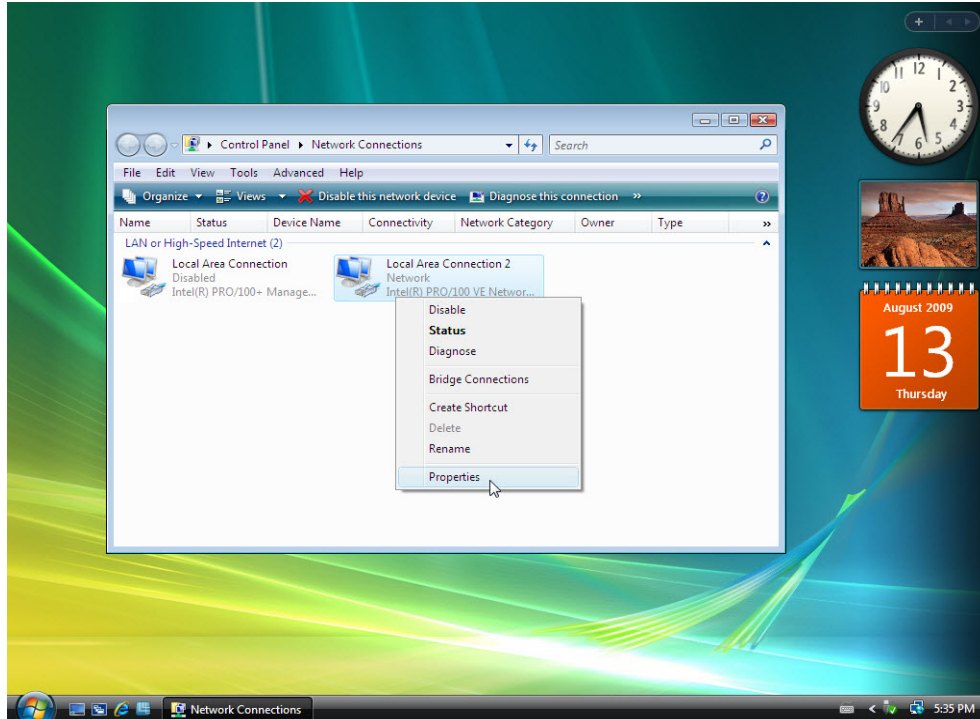 Control Panel Network Connections
Search
File Edit View Tools Advanced Help
Organize Views Disable this network device Diagnose this connection »
Name Status Device Name Connectivity Network Category Owner Type »
LAN or High-Speed Internet (2)
Local Area Connection
Disabled
Intel(R) PRO/100+ Manage...
Local Area Connection 2
Network
Intel(R) PRO/100 VE Networ...
Disable
Status
Diagnose
Bridge Connections
Create Shortcut
Delete
Rename
Properties
11 12 1
10 2
9 3
8 4
7 6 5
August 2009
13
Thursday
Network Connections
5:35 PM